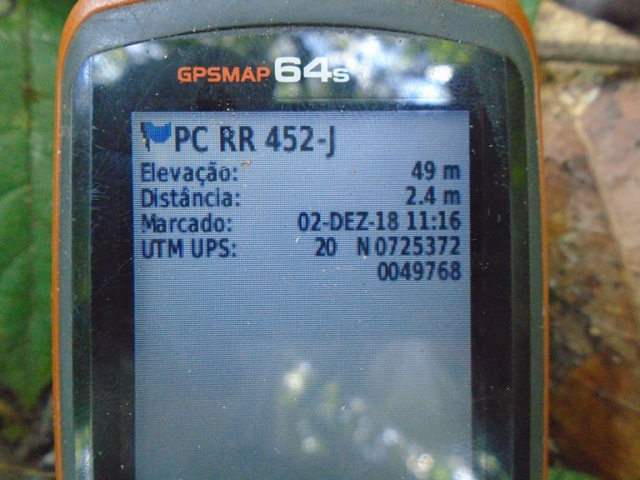 GPSMAP 64s
PC RR 452-J
Elevação: 49 m
Distância: 2.4 m
Marcado: 02-DEZ-18 11:16
UTM UPS: 20 N 0725372
0049768